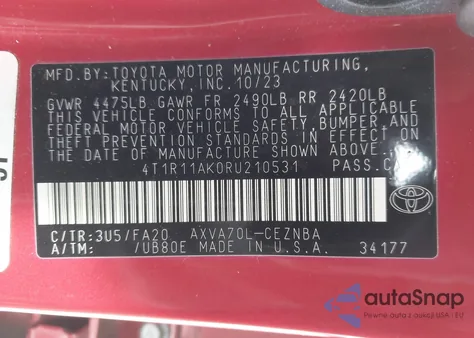 MFD.BY:TOYOTA MOTOR MANUFACTURING,
KENTUCKY, INC. 10/23
GVWR 4475LB GAWR FR 2490LB RR 2420LB
THIS VEHICLE CONFORMS TO ALL APPLICABLE
FEDERAL MOTOR VEHICLE SAFETY, BUMPER, AND
THEFT PREVENTION STANDARDS IN EFFECT ON
THE DATE OF MANUFACTURE SHOWN ABOVE.
4T1R11AK0RU210531 PASS.CAR
C/TR:3U5/FA20 AXVA70L-CEZNBA
A/TM: /UB80E MADE IN U.S.A. 34177
autoSnap